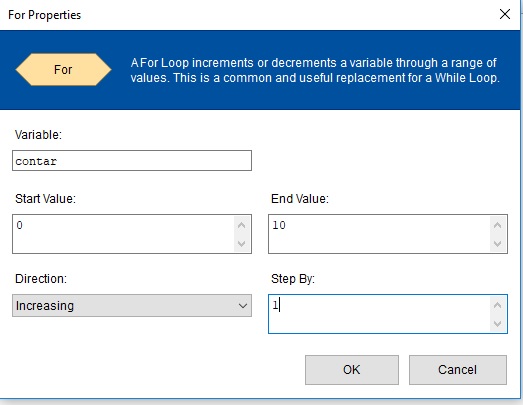 For Properties
For
A For Loop increments or decrements a variable through a range of
values. This is a common and useful replacement for a While Loop.
Variable:
contar
Start Value:
End Value:
0
10
Direction:
Step By:
Increasing
1
OK
Cancel